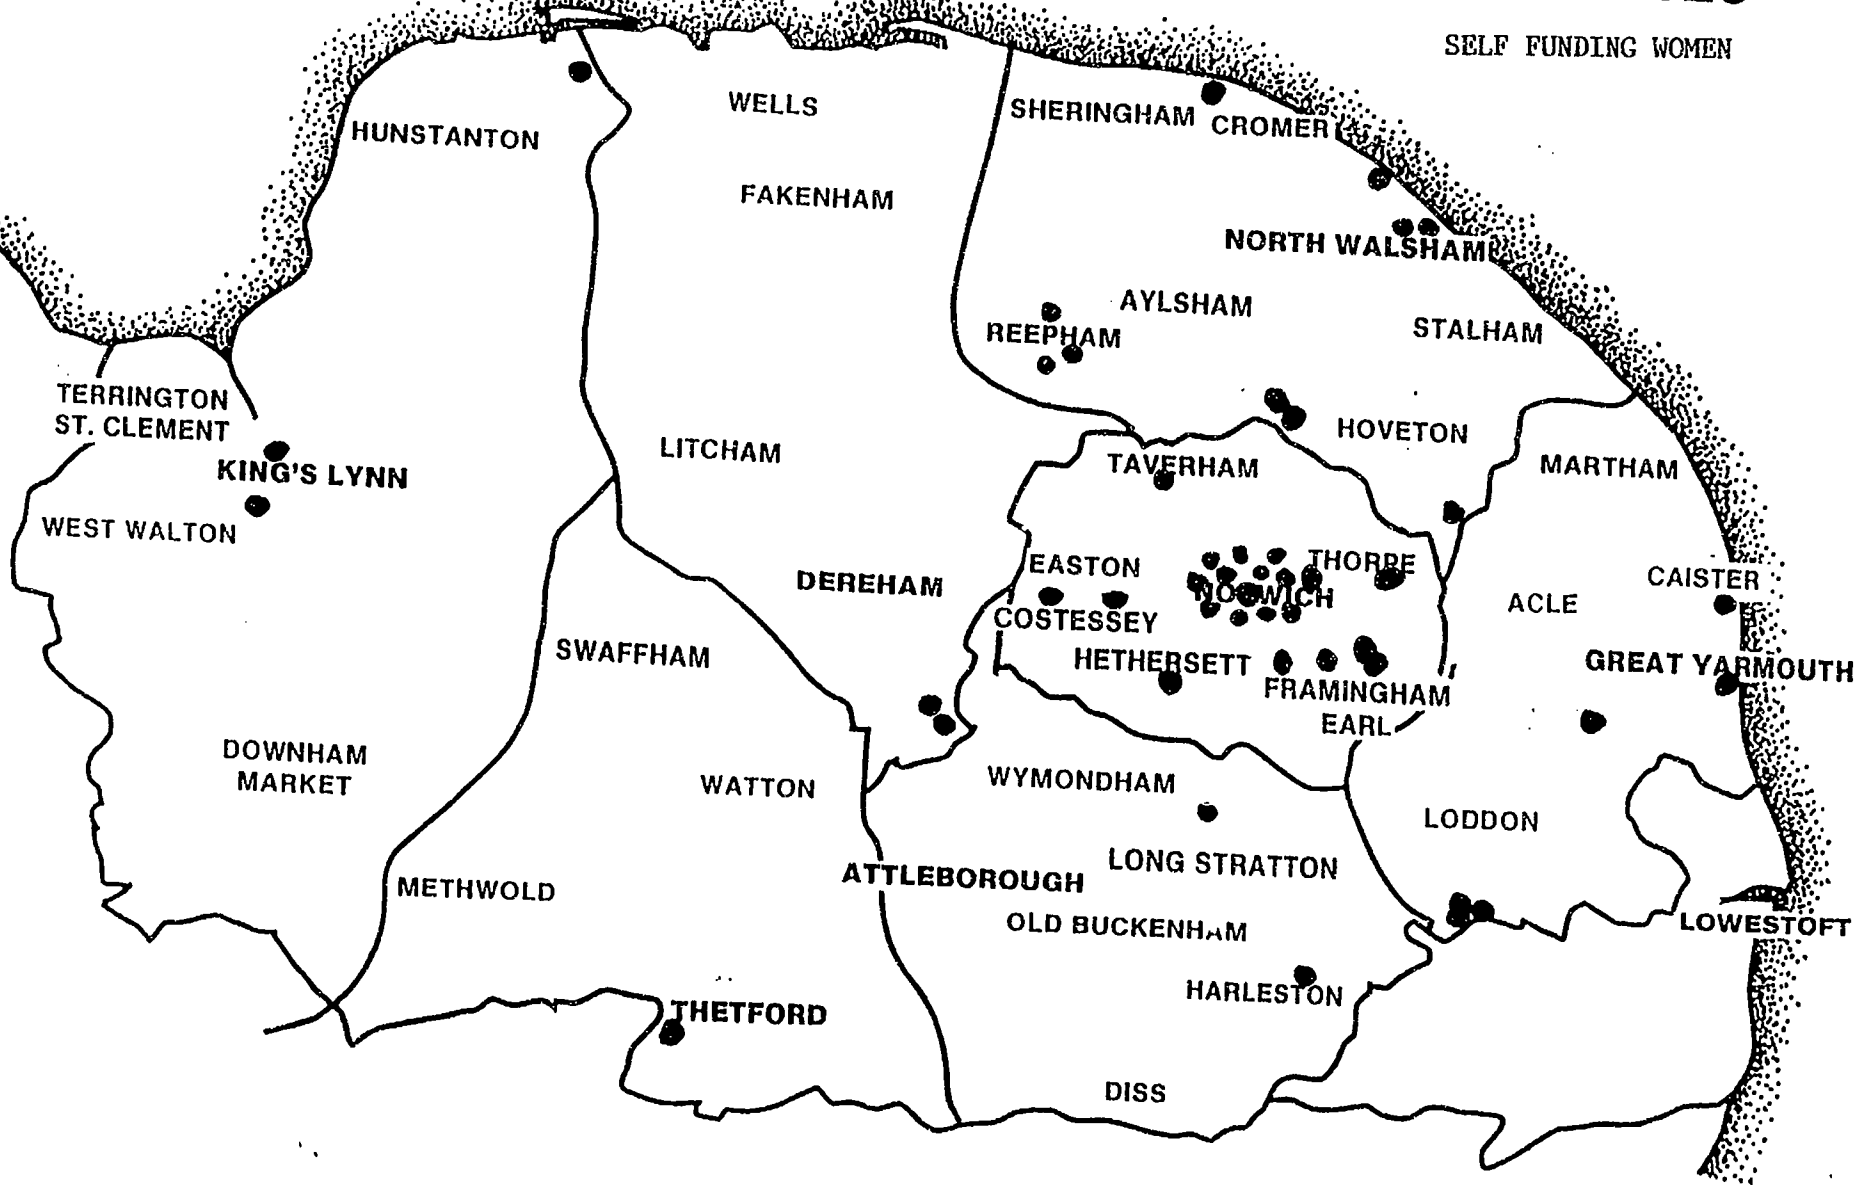 SELF FUNDING WOMEN
WELLS
SHERINGHAM
CROMER
HUNSTANTON
FAKENHAM
NORTH WALSHAM
AYLSHAM
REEPHAM
STALHAM
TERRINGTON
ST. CLEMENT
HOVETON
LITCHAM
TAVERHAM
MARTHAM
KING'S LYNN
WEST WALTON
EASTON
THORPE
DEREHAM
CAISTER
NORWICH
ACLE
COSTESSEY
SWAFFHAM
HETHERSETT
GREAT YARMOUTH
FRAMINGHAM
EARL
DOWNHAM
MARKET
WATTON
WYMONDHAM
LODDON
LONG STRATTON
ATTLEBOROUGH
METHWOLD
OLD BUCKENHAM
LOWESTOFT
HARLESTON
THETFORD
DISS